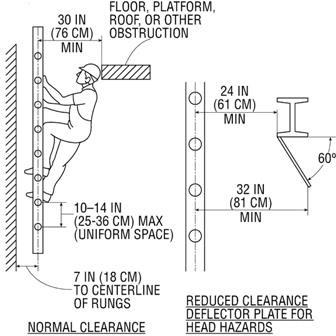 30 IN
(76 CM)
MIN
FLOOR, PLATFORM,
ROOF, OR OTHER
OBSTRUCTION
10–14 IN
(25-36 CM) MAX
(UNIFORM SPACE)
7 IN (18 CM)
TO CENTERLINE
OF RUNGS
NORMAL CLEARANCE
24 IN
(61 CM)
MIN
60°
32 IN
(81 CM)
MIN
REDUCED CLEARANCE
DEFLECTOR PLATE FOR
HEAD HAZARDS